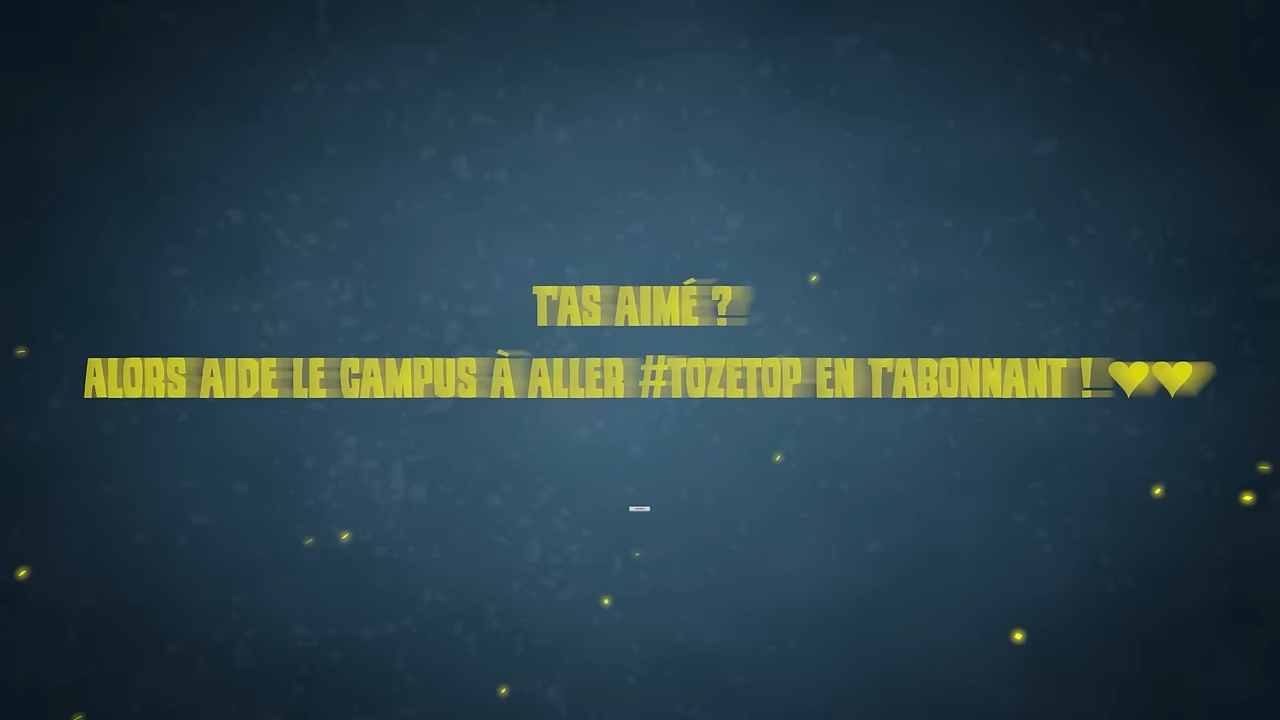 T'AS AIMÉ ?
ALORS AIDE LE CAMPUS À ALLER #TOZETOP EN T'ABONNANT ! ♥♥